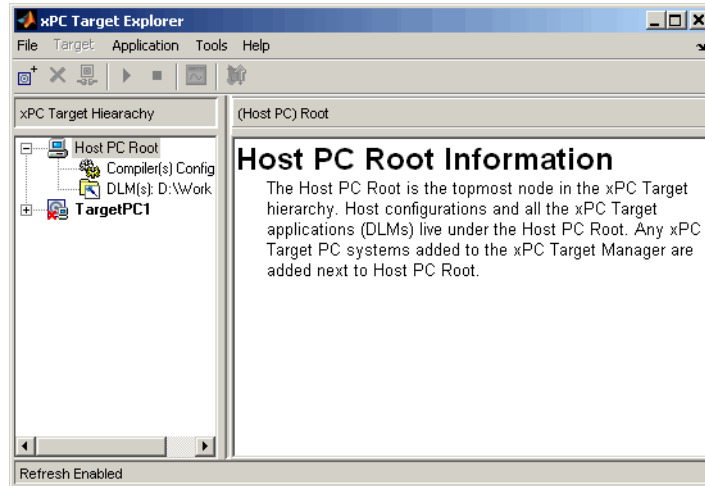 xPC Target Explorer
File Target Application Tools Help
xPC Target Hiearachy
(Host PC) Root
Host PC Root
Compiler(s) Config
DLM(s): D:\Work
TargetPC1
Host PC Root Information
The Host PC Root is the topmost node in the xPC Target
hierarchy. Host configurations and all the xPC Target
applications (DLMs) live under the Host PC Root. Any xPC
Target PC systems added to the xPC Target Manager are
added next to Host PC Root.
Refresh Enabled